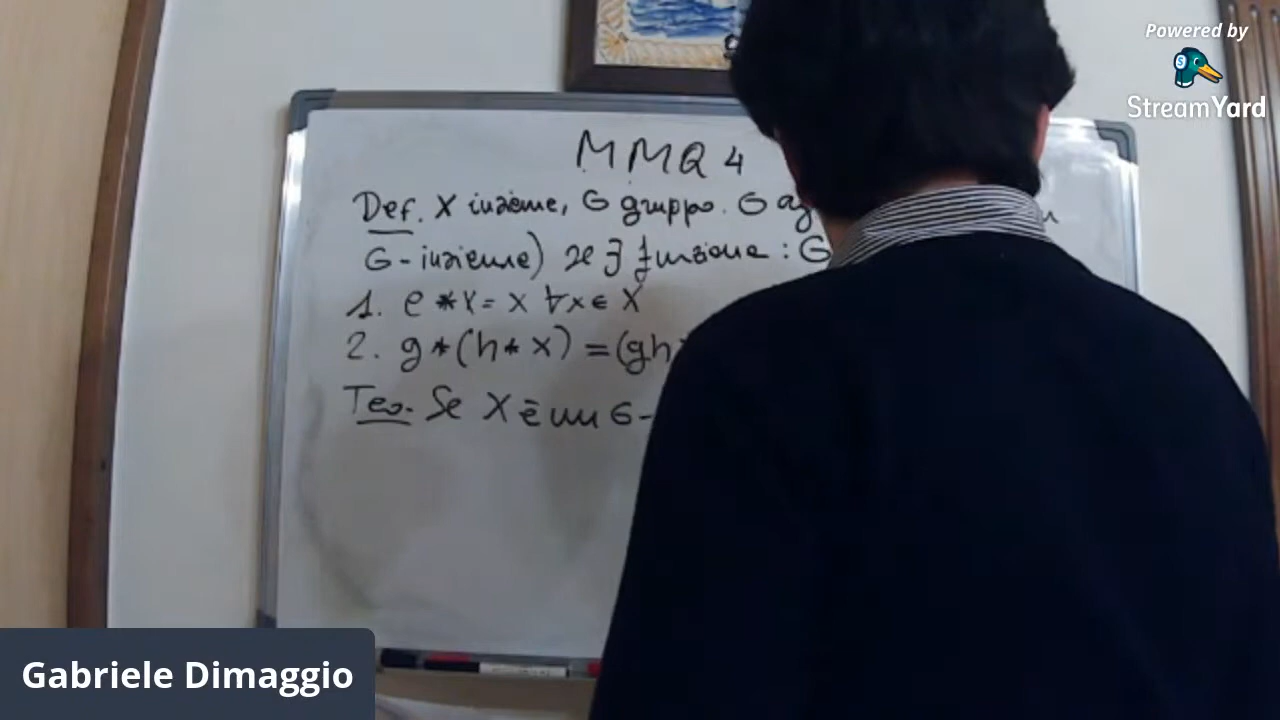 Powered by
StreamYard
MMQ 4
Def. X insieme, G gruppo. G
G-insieme) se ∃ funzione : G
1. e * x = x ∀x ∈ X
2. g * (h * x) = (gh
Teo. Se X è un G-
Gabriele Dimaggio